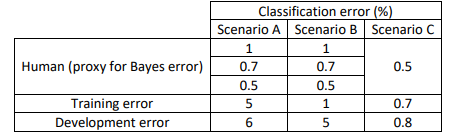 Classification error (%)
Scenario A Scenario B Scenario C
Human (proxy for Bayes error) 1 1 0.5
0.7 0.7
0.5 0.5
Training error 5 1 0.7
Development error 6 5 0.8